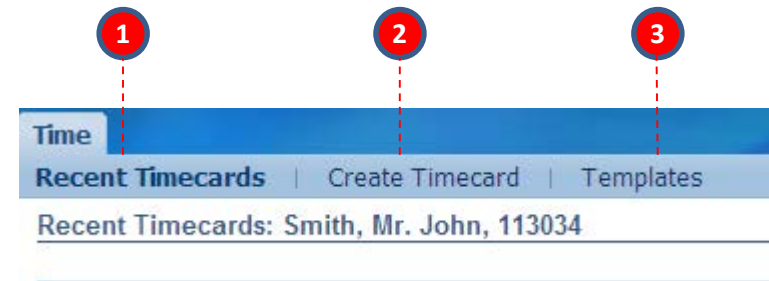 1 2 3
Time
Recent Timecards | Create Timecard | Templates
Recent Timecards: Smith, Mr. John, 113034